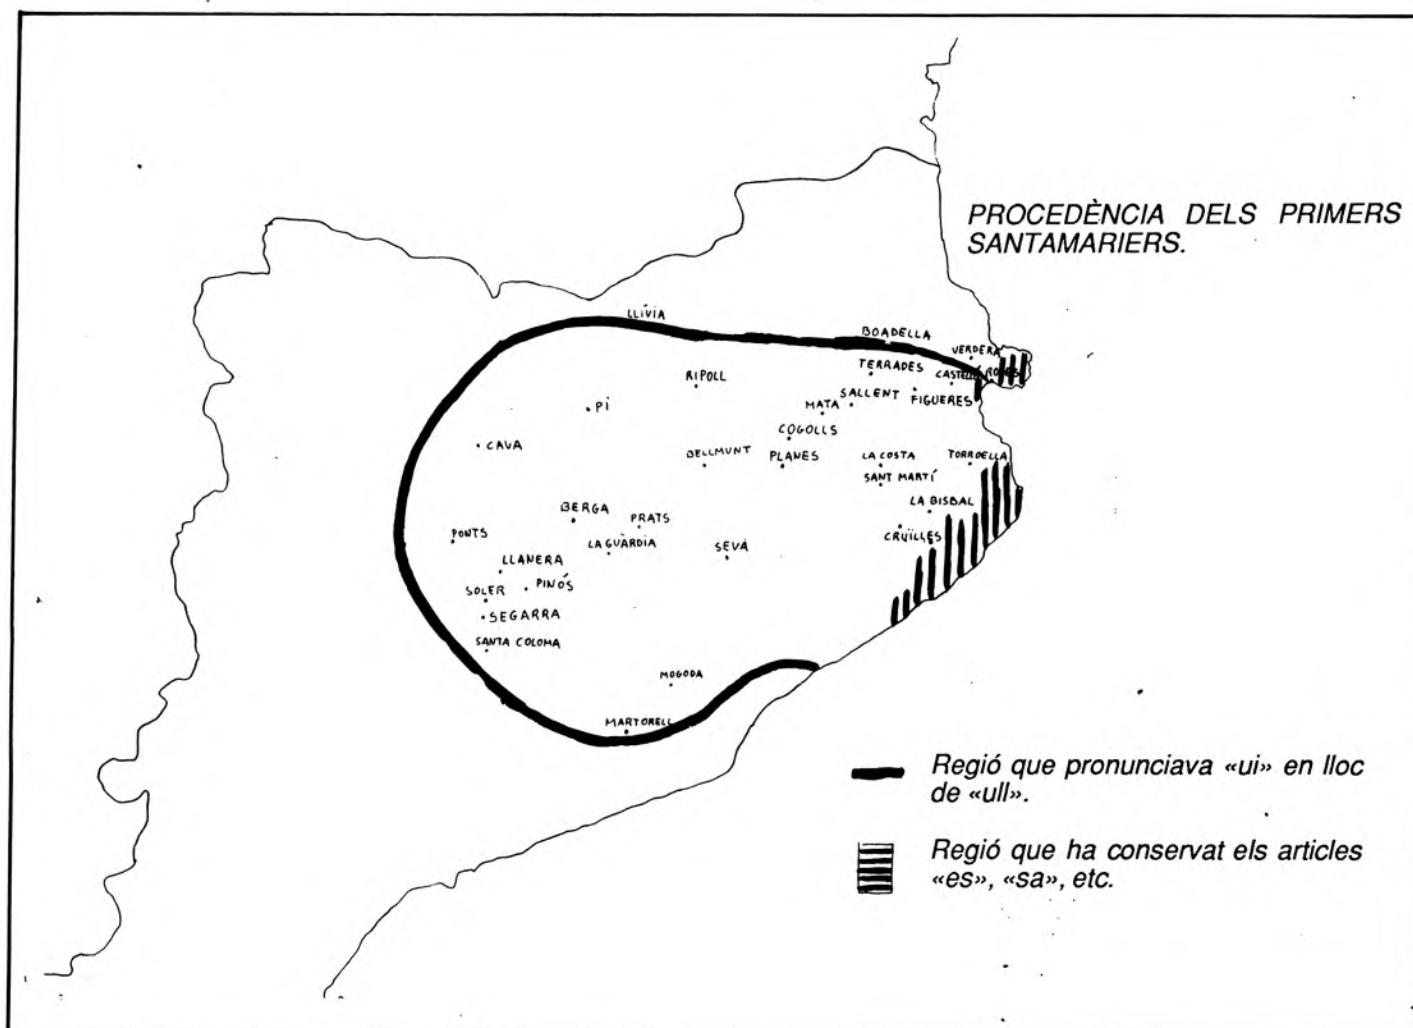 PROCEDÈNCIA DELS PRIMERS
SANTAMARIERS.
LLÍVIA
BOADELLA
VERDERA
TERRADES
CASTELLÓ
ROSES
RIPOLL
SALLENT
FIGUERES
PI
MATA
COGOLLS
CAVA
BELLMUNT
PLANES
LA COSTA
TORROELLA
SANT MARTÍ
LA BISBAL
BERGA
PRATS
CRUÏLLES
PONTS
LA GUÀRDIA
SEVÀ
LLANERA
PINÓS
SOLER
SEGARRA
SANTA COLOMA
MOGODA
MARTORELL
Regió que pronunciava «ui» en lloc
de «ull».
Regió que ha conservat els articles
«es», «sa», etc.